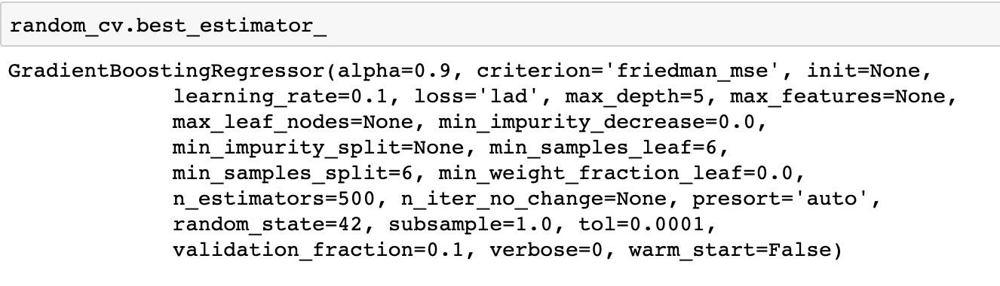 random_cv.best_estimator_
GradientBoostingRegressor(alpha=0.9, criterion='friedman_mse', init=None,
learning_rate=0.1, loss='lad', max_depth=5, max_features=None,
max_leaf_nodes=None, min_impurity_decrease=0.0,
min_impurity_split=None, min_samples_leaf=6,
min_samples_split=6, min_weight_fraction_leaf=0.0,
n_estimators=500, n_iter_no_change=None, presort='auto',
random_state=42, subsample=1.0, tol=0.0001,
validation_fraction=0.1, verbose=0, warm_start=False)